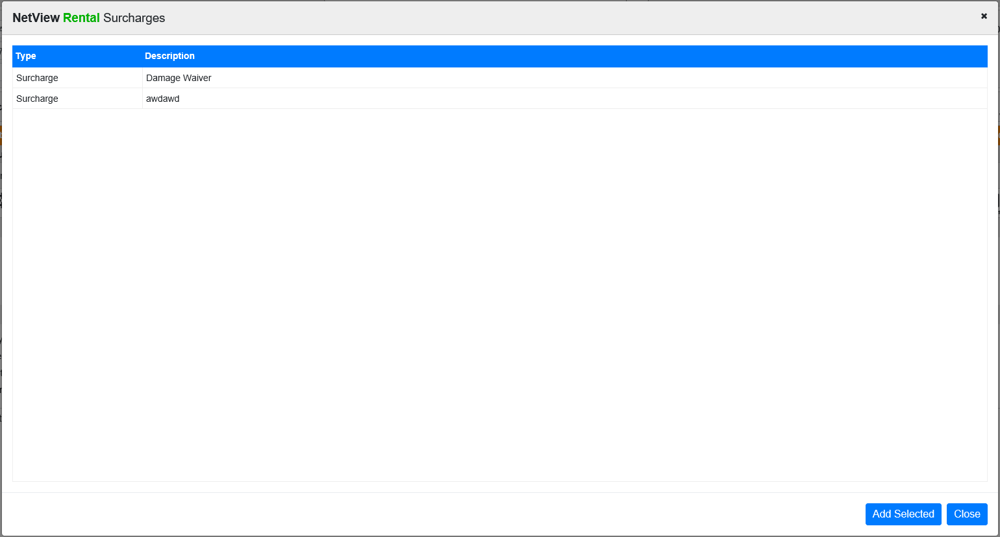 NetView Rental Surcharges
Type Description
Surcharge Damage Waiver
Surcharge awdawd
Add Selected Close